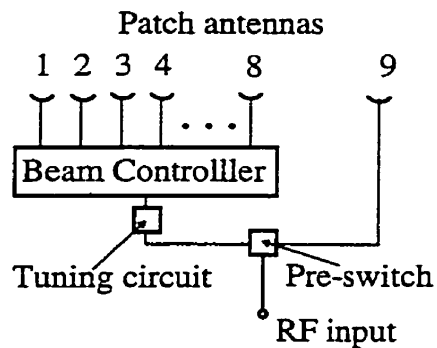 Patch antennas
1 2 3 4 8 9
Beam Controlller
Tuning circuit Pre-switch
RF input